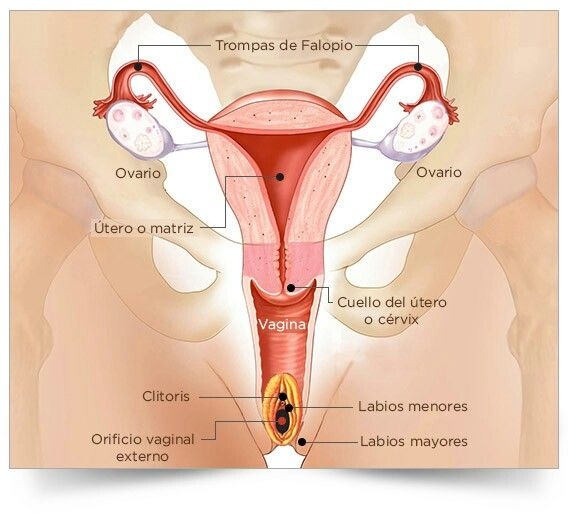 Trompas de Falopio
Ovario
Ovario
Útero o matriz
Cuello del útero
o cérvix
Vagina
Clitoris
Labios menores
Orificio vaginal
externo
Labios mayores